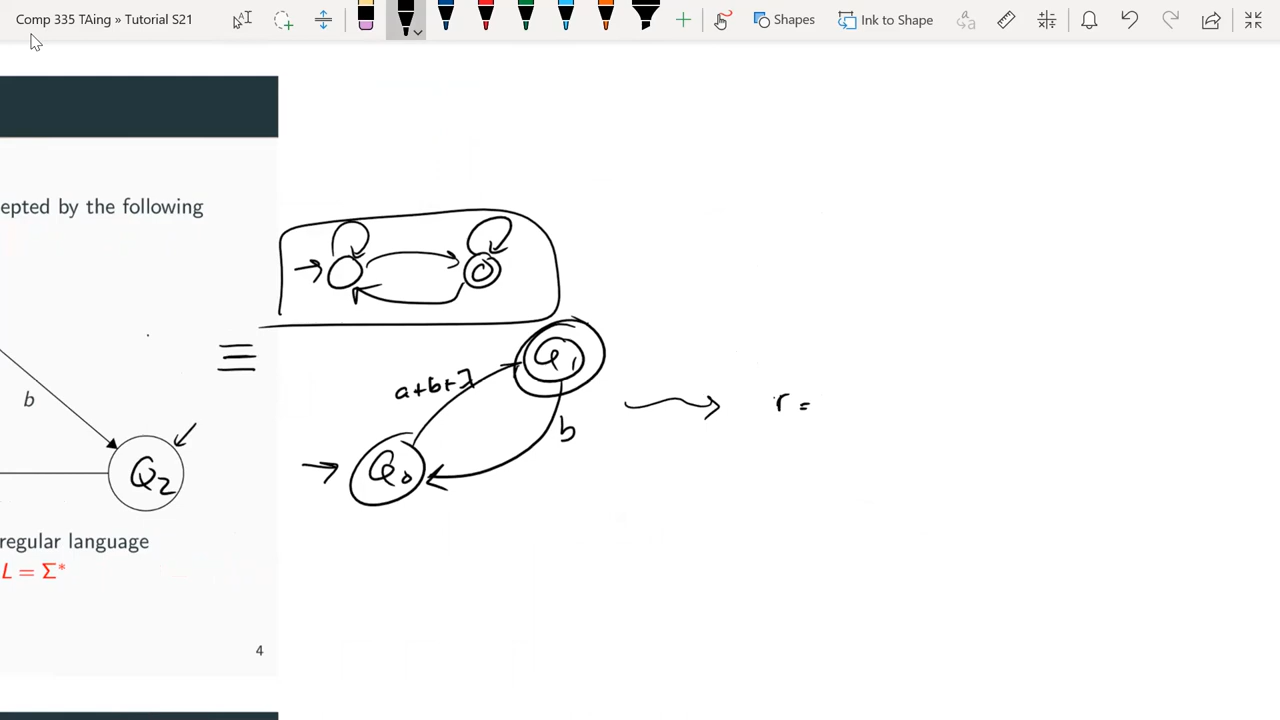 Comp 335 TAing » Tutorial S21
Shapes
Ink to Shape
epted by the following
b
Q2
regular language
L = Σ*
4
≡
Q1
a+b+λ
b
Q0
r =